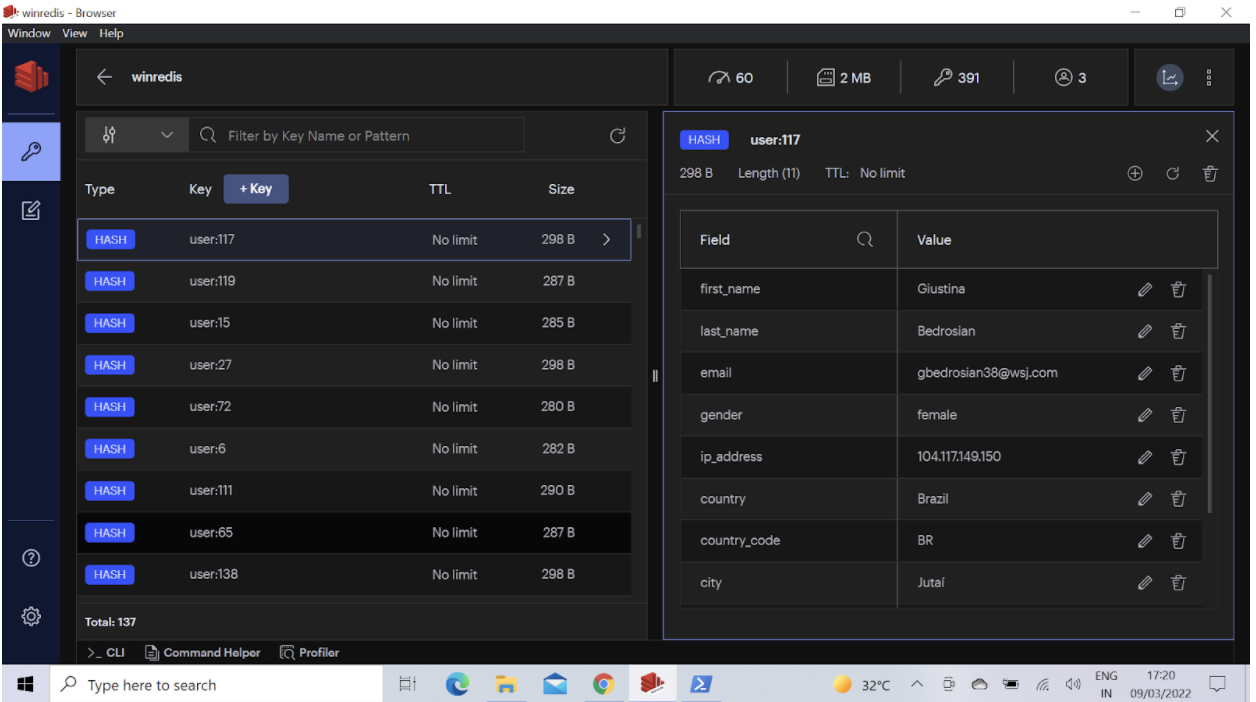 winredis - Browser
Window View Help
winredis
60 2 MB 391 3
Filter by Key Name or Pattern
Type Key + Key TTL Size
HASH user:117 No limit 298 B
HASH user:119 No limit 287 B
HASH user:15 No limit 285 B
HASH user:27 No limit 298 B
HASH user:72 No limit 280 B
HASH user:6 No limit 282 B
HASH user:111 No limit 290 B
HASH user:65 No limit 287 B
HASH user:138 No limit 298 B
Total: 137
HASH user:117
298 B Length (11) TTL: No limit
Field Value
first_name Giustina
last_name Bedrosian
email gbedrosian38@wsj.com
gender female
ip_address 104.117.149.150
country Brazil
country_code BR
city Jutaí
>_ CLI Command Helper Profiler
Type here to search
32°C
ENG
IN
17:20
09/03/2022